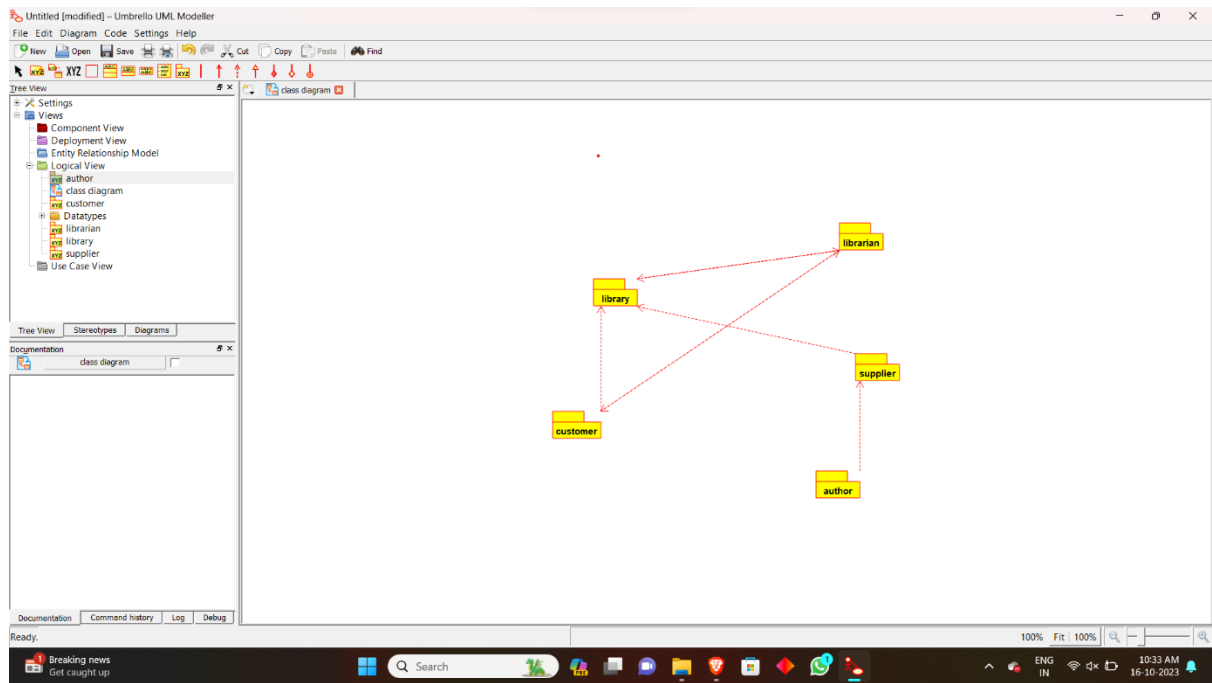 Untitled [modified] – Umbrello UML Modeller
File Edit Diagram Code Settings Help
New Open Save Cut Copy Paste Find
XYZ
Tree View
class diagram
Settings
Views
Component View
Deployment View
Entity Relationship Model
Logical View
author
class diagram
customer
Datatypes
librarian
library
supplier
Use Case View
Tree View Stereotypes Diagrams
Documentation
class diagram
librarian
library
supplier
customer
author
Documentation Command history Log Debug
Ready.
100% Fit 100%
1
Breaking news
Get caught up
Search
PRE
ENG
IN
10:33 AM
16-10-2023